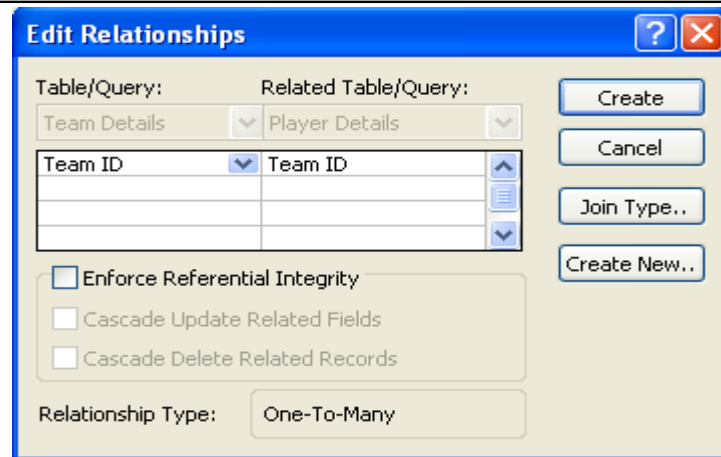 Edit Relationships
Table/Query: Related Table/Query:
Team Details Player Details
Team ID Team ID
Enforce Referential Integrity
Cascade Update Related Fields
Cascade Delete Related Records
Relationship Type: One-To-Many
Create
Cancel
Join Type..
Create New..